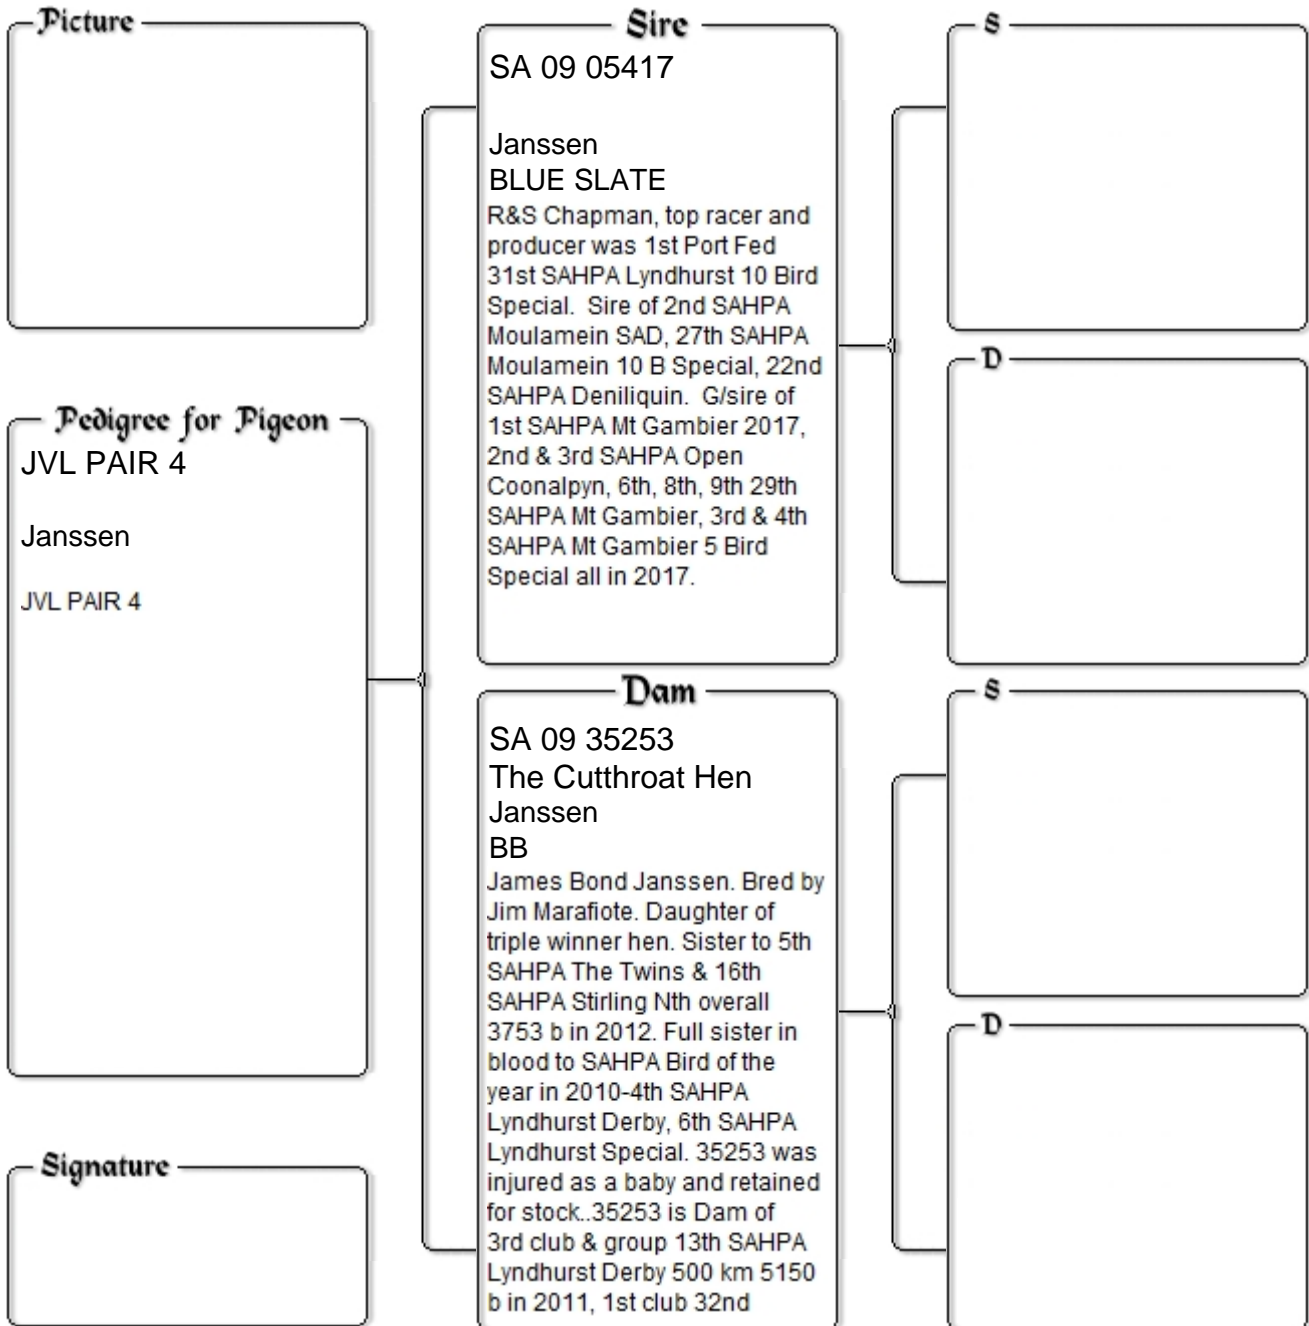 Picture
Pedigree for Pigeon
JVL PAIR 4
Janssen
JVL PAIR 4
Signature
Sire
SA 09 05417
Janssen
BLUE SLATE
R&S Chapman, top racer and
producer was 1st Port Fed
31st SAHPA Lyndhurst 10 Bird
Special.  Sire of 2nd SAHPA
Moulamein SAD, 27th SAHPA
Moulamein 10 B Special, 22nd
SAHPA Deniliquin.  G/sire of
1st SAHPA Mt Gambier 2017,
2nd & 3rd SAHPA Open
Coonalpyn, 6th, 8th, 9th 29th
SAHPA Mt Gambier, 3rd & 4th
SAHPA Mt Gambier 5 Bird
Special all in 2017.
Dam
SA 09 35253
The Cutthroat Hen
Janssen
BB
James Bond Janssen. Bred by
Jim Marafiote. Daughter of
triple winner hen. Sister to 5th
SAHPA The Twins & 16th
SAHPA Stirling Nth overall
3753 b in 2012. Full sister in
blood to SAHPA Bird of the
year in 2010-4th SAHPA
Lyndhurst Derby, 6th SAHPA
Lyndhurst Special. 35253 was
injured as a baby and retained
for stock..35253 is Dam of
3rd club & group 13th SAHPA
Lyndhurst Derby 500 km 5150
b in 2011, 1st club 32nd
S
D
S
D